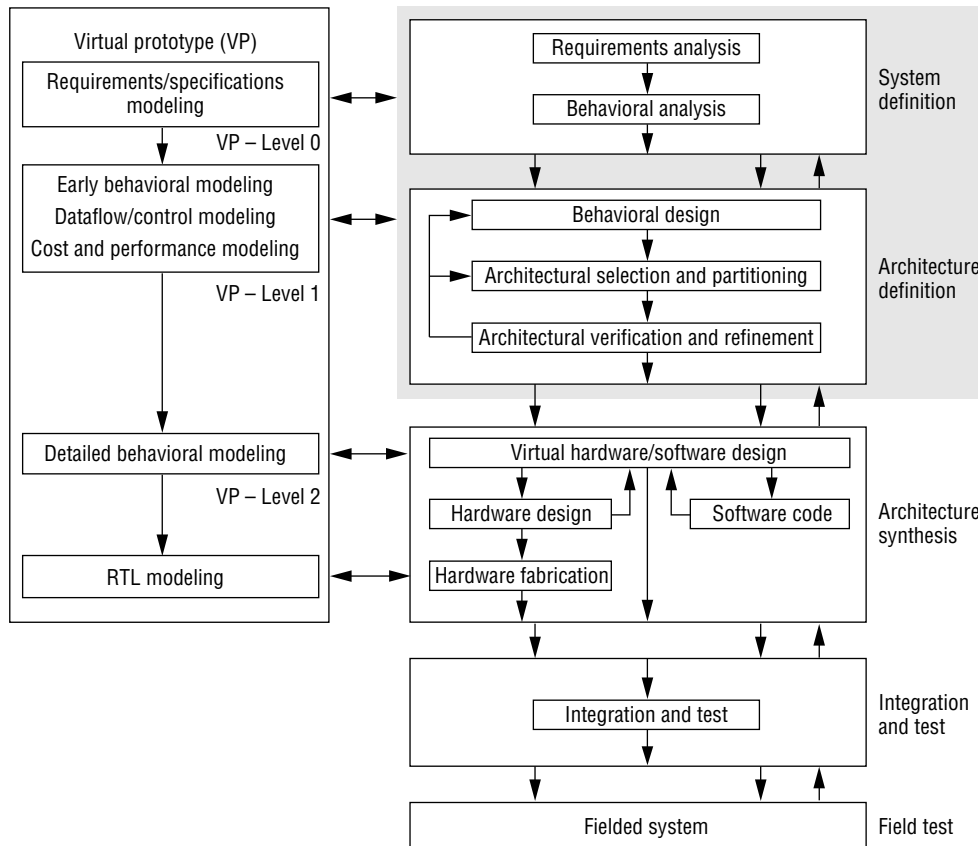 Virtual prototype (VP)
Requirements/specifications
modeling
VP – Level 0
Early behavioral modeling
Dataflow/control modeling
Cost and performance modeling
VP – Level 1
Detailed behavioral modeling
VP – Level 2
RTL modeling
Requirements analysis
Behavioral analysis
System
definition
Behavioral design
Architectural selection and partitioning
Architectural verification and refinement
Architecture
definition
Virtual hardware/software design
Hardware design
Software code
Hardware fabrication
Architecture
synthesis
Integration and test
Integration
and test
Fielded system
Field test